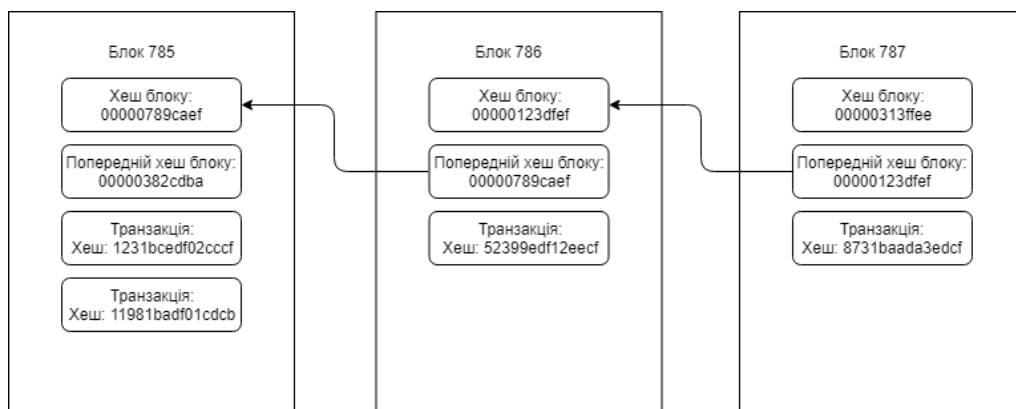 Блок 785
Хеш блоку:
00000789caef
Попередній хеш блоку:
00000382cdba
Транзакція:
Хеш: 1231bcedf02cccf
Транзакція:
Хеш: 11981badf01cdcb
Блок 786
Хеш блоку:
00000123dfef
Попередній хеш блоку:
00000789caef
Транзакція:
Хеш: 52399edf12eecf
Блок 787
Хеш блоку:
00000313ffee
Попередній хеш блоку:
00000123dfef
Транзакція:
Хеш: 8731baada3edcf